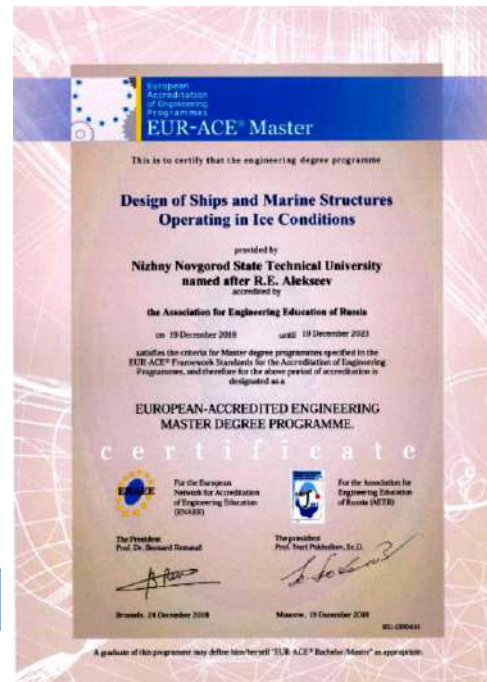 European
Accreditation
of Engineering
Programmes
EUR-ACE® Master
This is to certify that the engineering degree programme
Design of Ships and Marine Structures
Operating in Ice Conditions
provided by
Nizhny Novgorod State Technical University
named after R.E. Alekseev
accredited by
the Association for Engineering Education of Russia
on 19 December 2018 until 19 December 2023
satisfies the criteria for Master degree programmes specified in the
EUR-ACE® Framework Standards for the Accreditation of Engineering
Programmes, and therefore for the above period of accreditation is
designated as a
EUROPEAN-ACCREDITED ENGINEERING
MASTER DEGREE PROGRAMME.
certificate
ENAEE
For the European
Network for Accreditation
of Engineering Education
(ENAEE)
For the Association for
Engineering Education
of Russia (AEER)
The President
Prof. Dr. Bernard Remaud
The president
Prof. Yuri Pokholkov, Sc.D.
Brussels, 24 December 2018
Moscow, 19 December 2018
A graduate of this programme may define him/herself "EUR-ACE® Bachelor/Master" as appropriate.